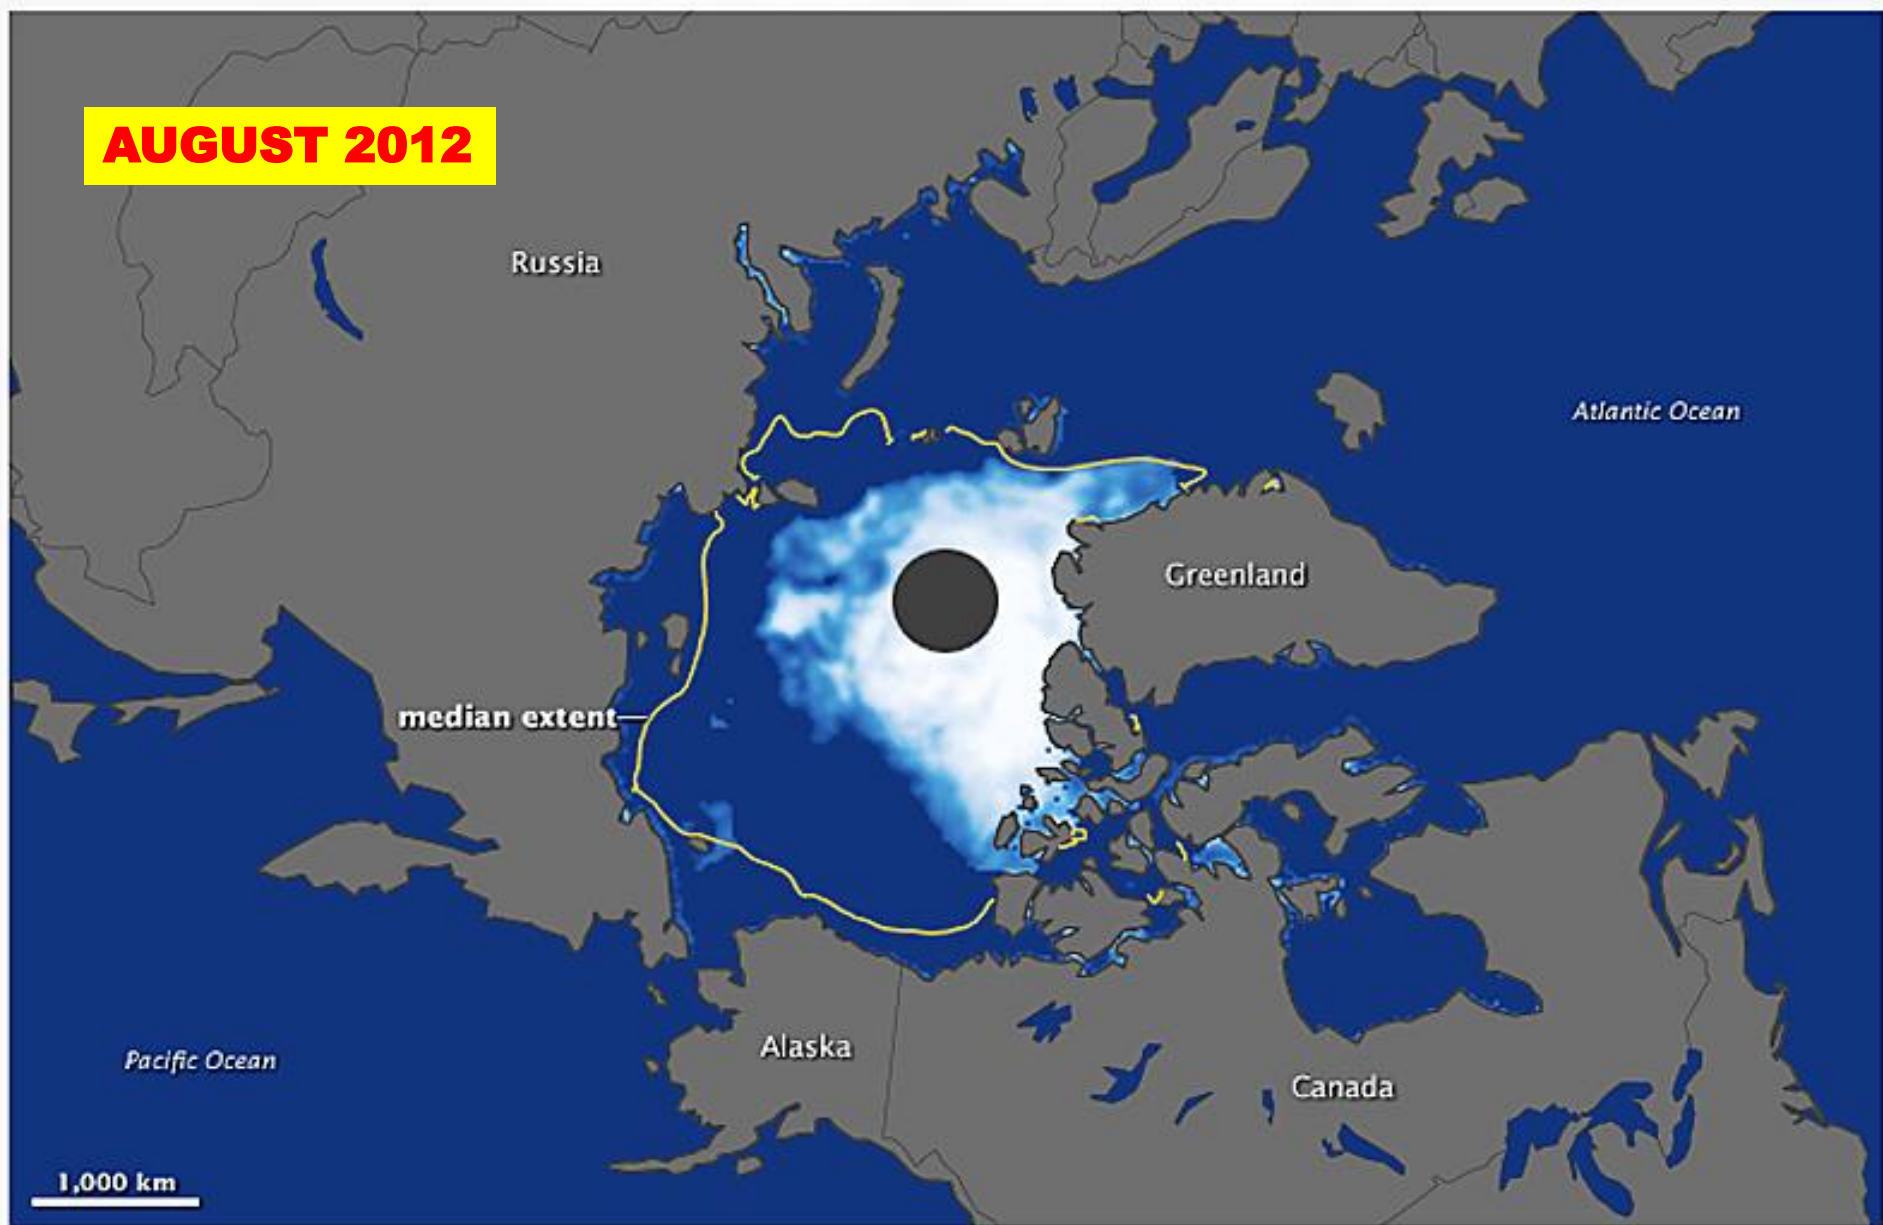 AUGUST 2012
Russia
Atlantic Ocean
Greenland
median extent
Alaska
Pacific Ocean
Canada
1,000 km